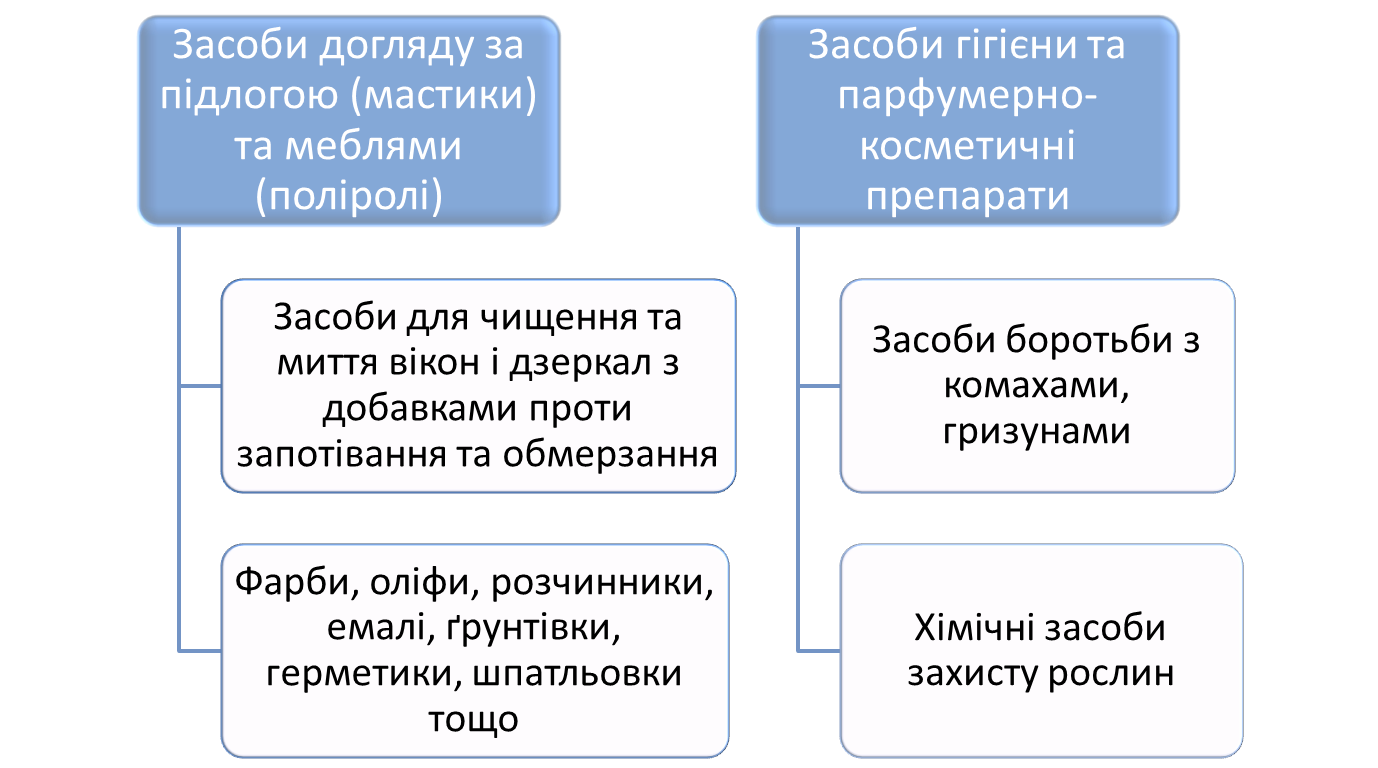 Засоби догляду за
підлогою (мастики)
та меблями
(поліролі)
Засоби для чищення та
миття вікон і дзеркал з
добавками проти
запотівання та обмерзання
Фарби, оліфи, розчинники,
емалі, ґрунтівки,
герметики, шпатльовки
тощо
Засоби гігієни та
парфумерно-
косметичні
препарати
Засоби боротьби з
комахами,
гризунами
Хімічні засоби
захисту рослин